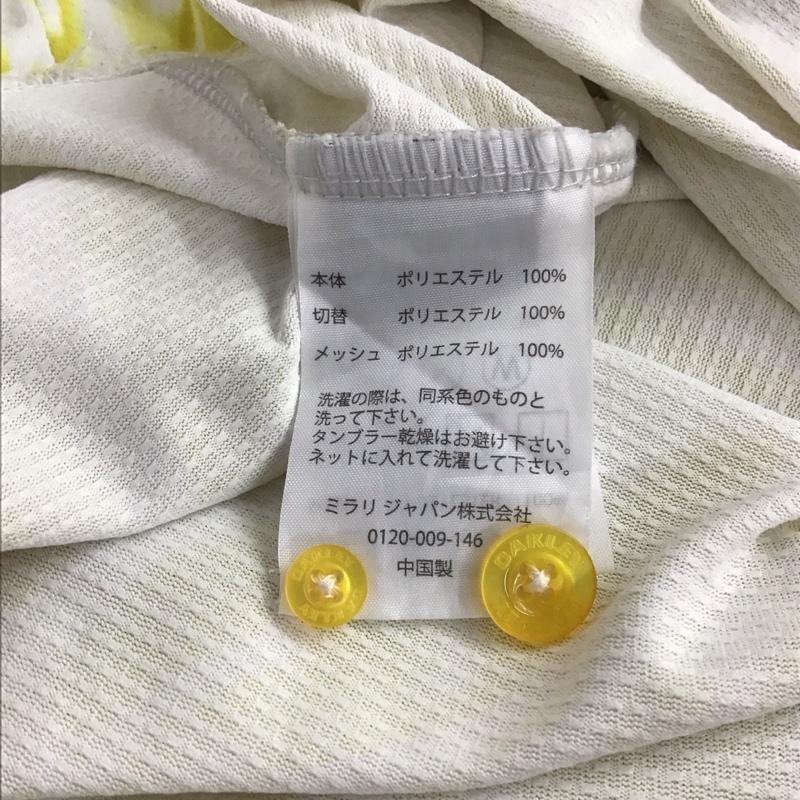 本体 ポリエステル 100%
切替 ポリエステル 100%
メッシュ ポリエステル 100%
洗濯の際は、同系色のものと
洗って下さい。
タンブラー乾燥はお避け下さい。
ネットに入れて洗濯して下さい。
ミラリ ジャパン株式会社
0120-009-146
中国製
OAKLEY
OAKLEY